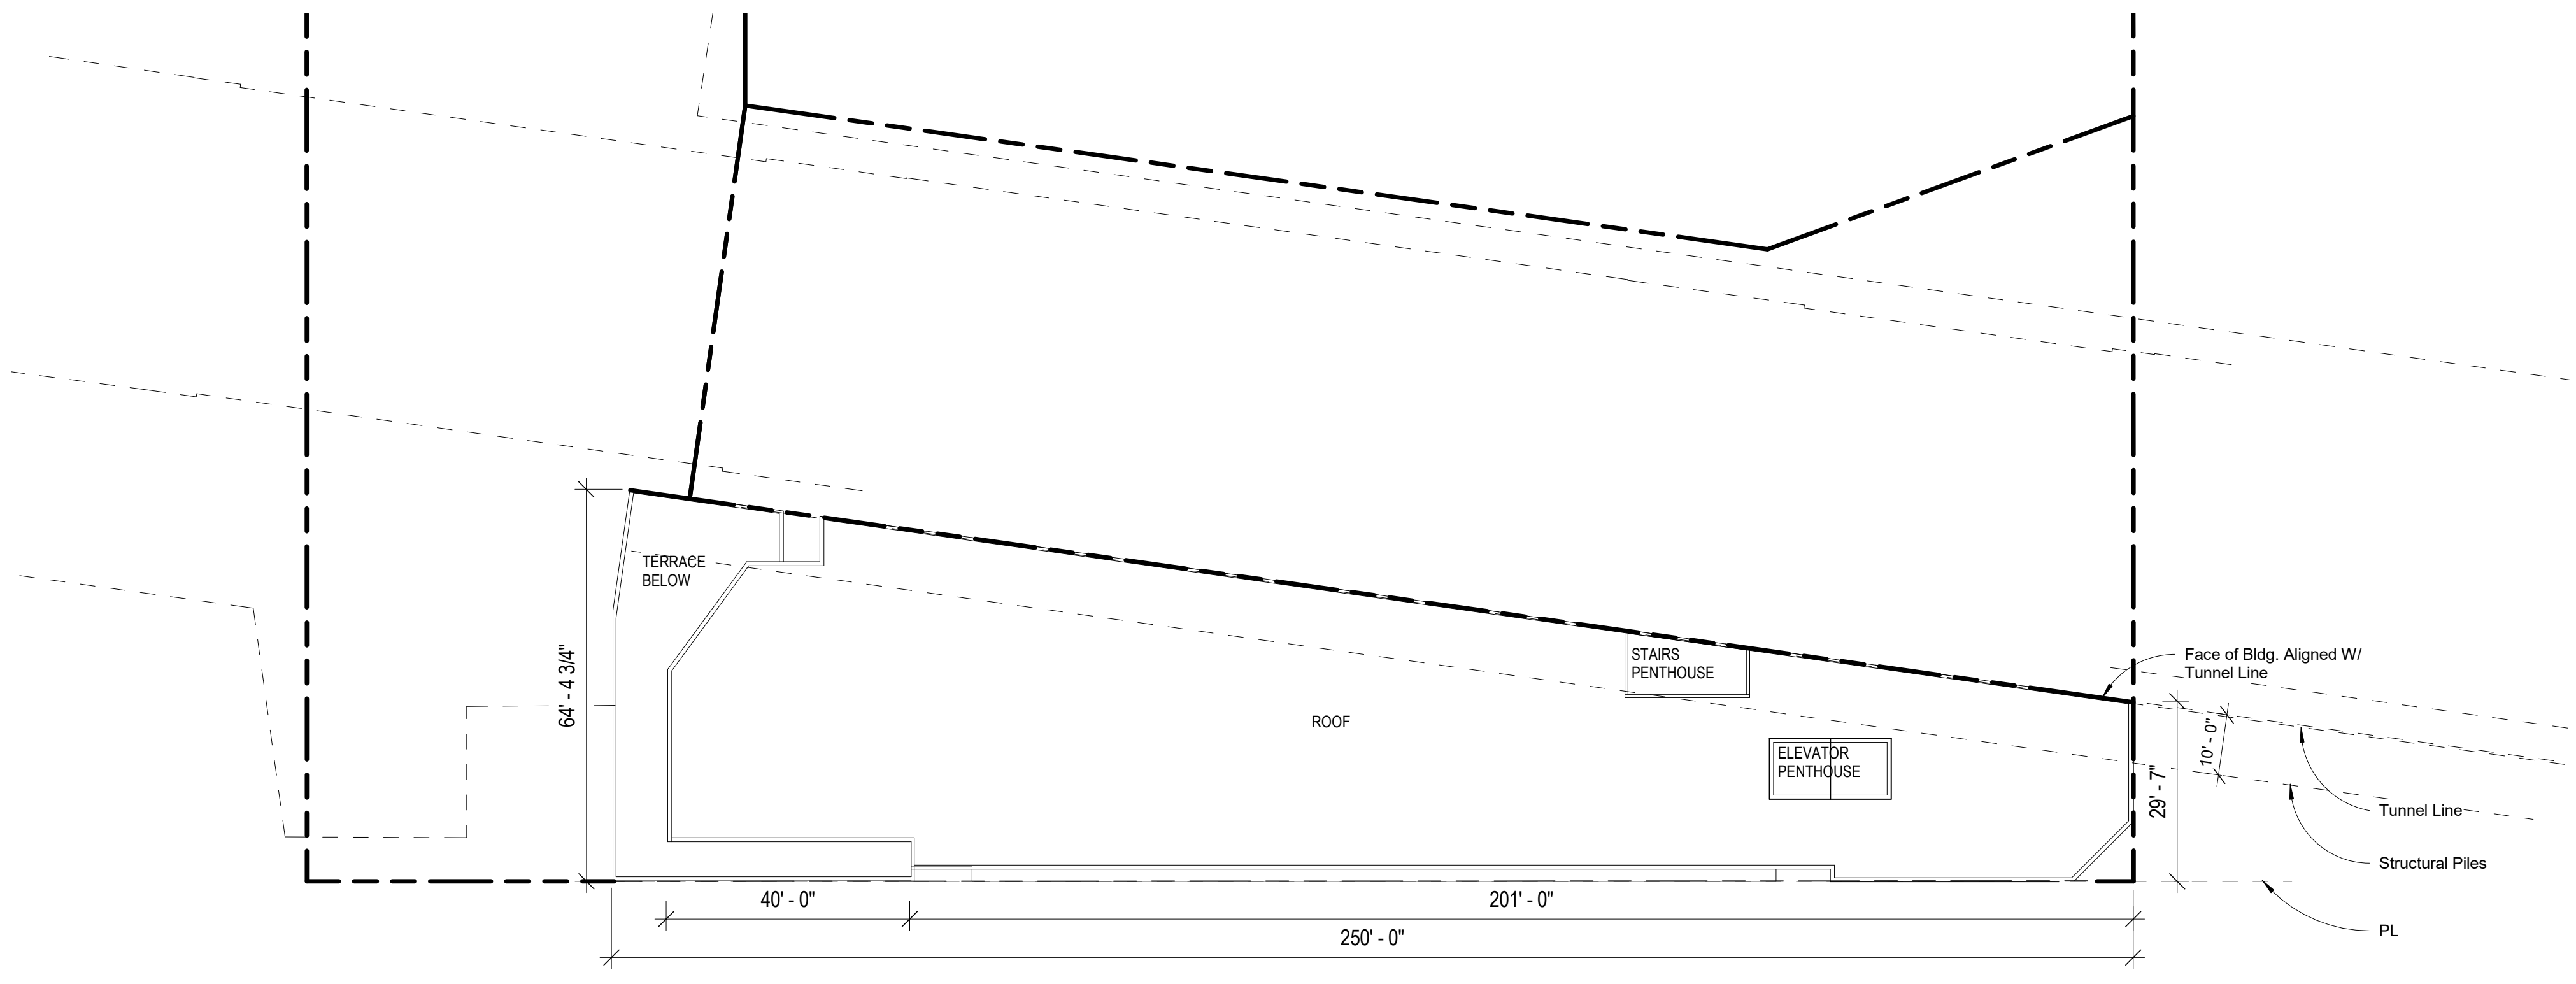 TERRACE
BELOW
64' - 4 3/4"
STAIRS
PENTHOUSE
Face of Bldg. Aligned W/
Tunnel Line
ROOF
10' - 0"
ELEVATOR
PENTHOUSE
29' - 7"
Tunnel Line
Structural Piles
40' - 0"
201' - 0"
PL
250' - 0"